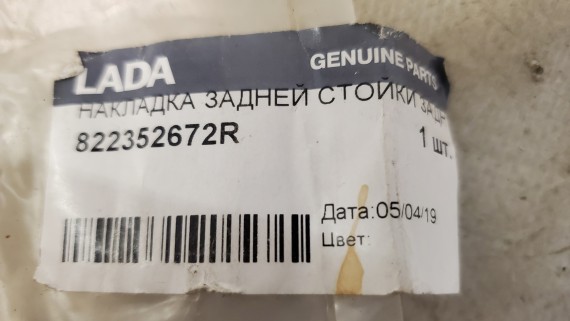 LADA
GENUINE PARTS
НАКЛАДКА ЗАДНЕЙ СТОЙКИ
822352672R
1 шт.
Дата:05/04/19
Цвет: